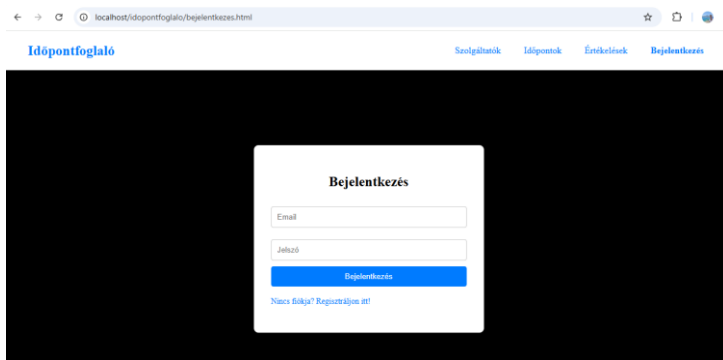 localhost/idopontfoglalo/bejelentkezes.html
Időpontfoglaló
Szolgáltatók Időpontok Értékelések Bejelentkezés
Bejelentkezés
Email
Jelszó
Bejelentkezés
Nincs fiókja? Regisztráljon itt!